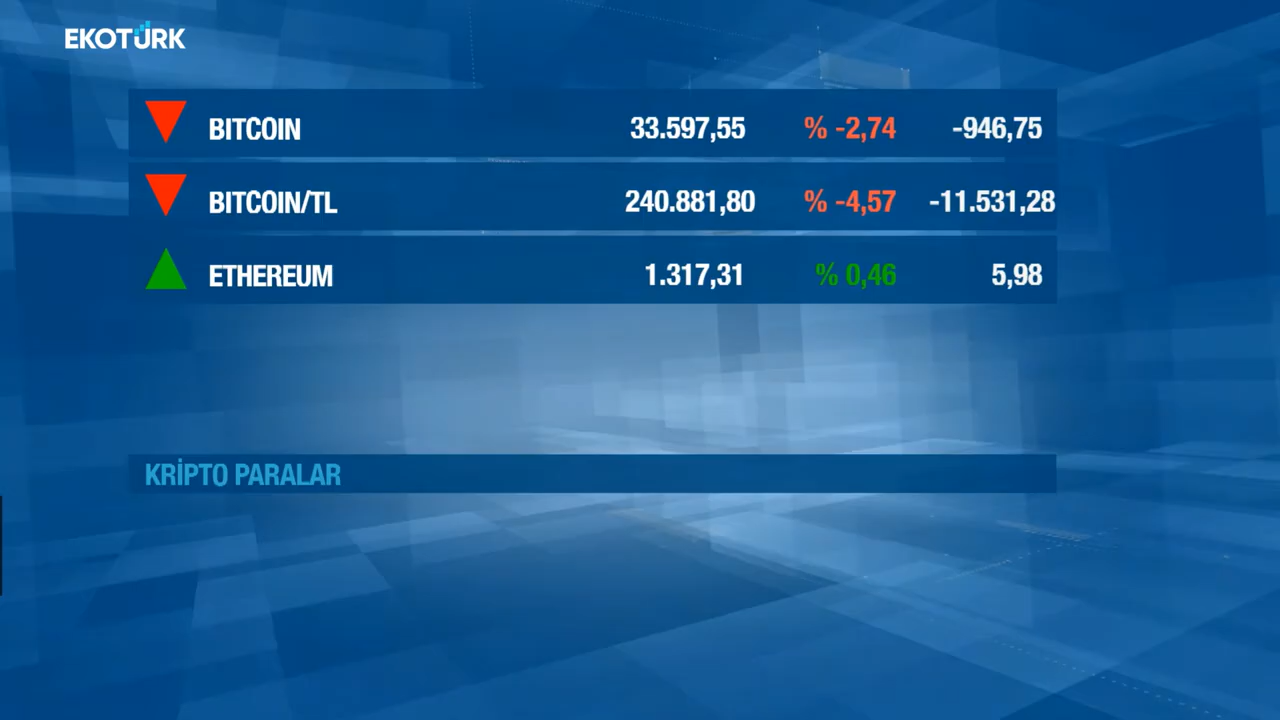 EKOTÜRK
BITCOIN 33.597,55 % -2,74 -946,75
BITCOIN/TL 240.881,80 % -4,57 -11.531,28
ETHEREUM 1.317,31 % 0,46 5,98
KRİPTO PARALAR